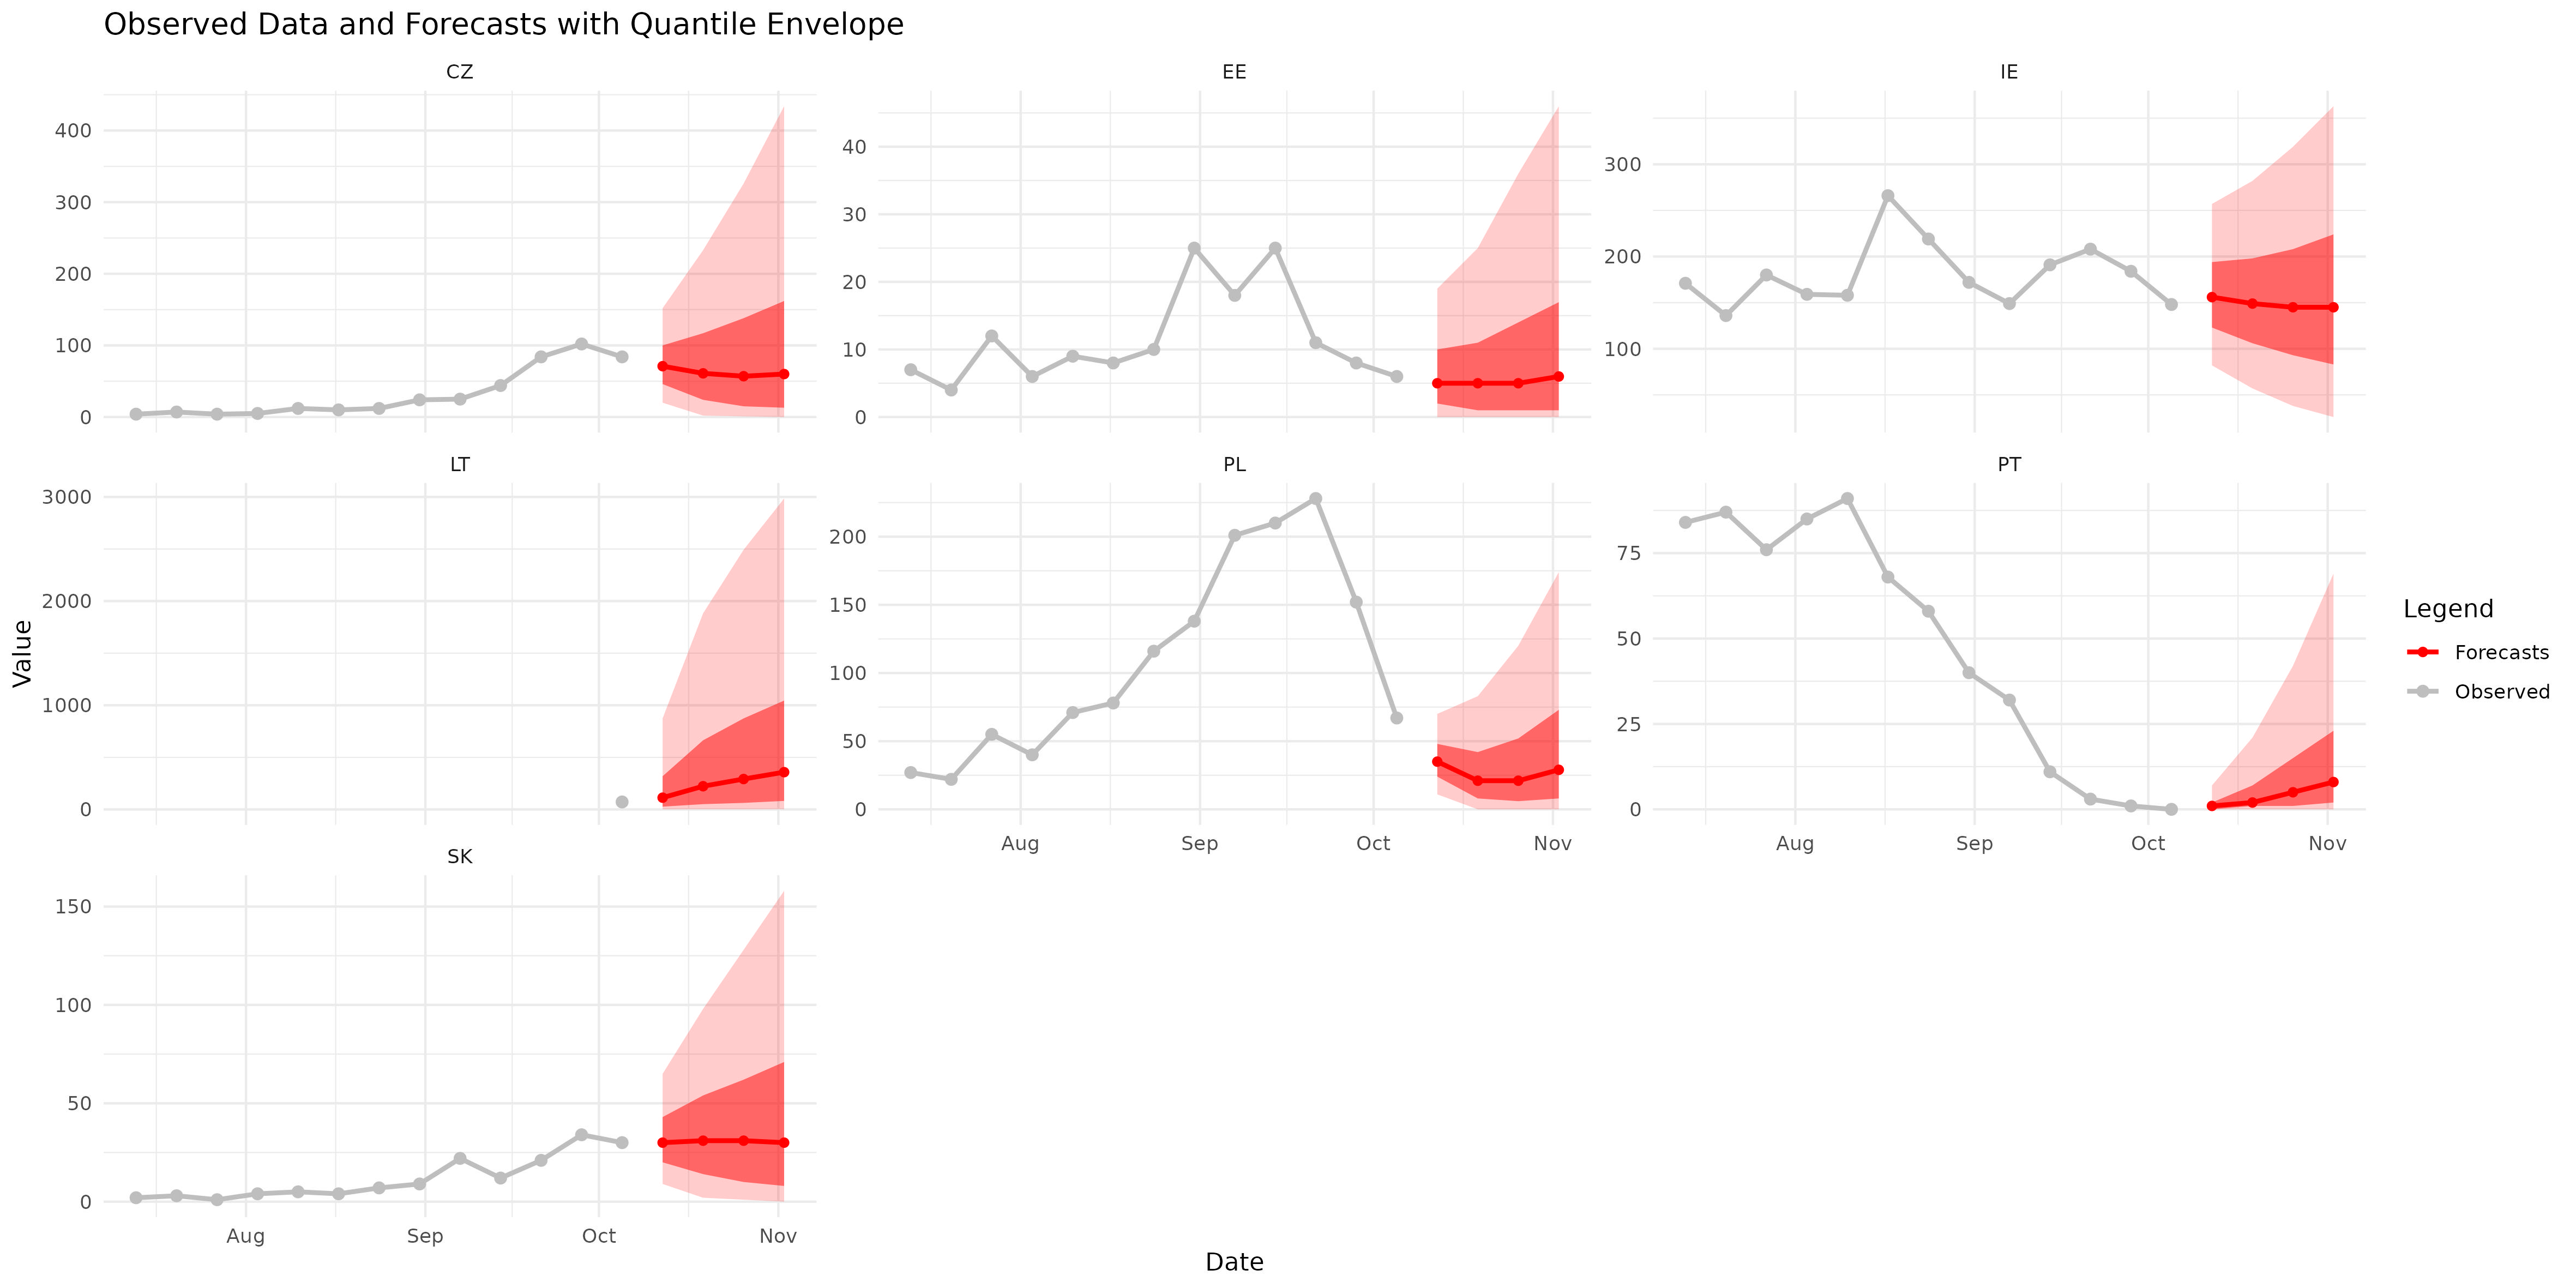 Observed Data and Forecasts with Quantile Envelope
CZ
EE
IE
400
300
200
100
0
40
30
20
10
0
300
200
100
LT
PL
PT
3000
2000
1000
0
200
150
100
50
0
75
50
25
0
Aug Sep Oct Nov
Aug Sep Oct Nov
SK
150
100
50
0
Aug Sep Oct Nov
Value
Date
Legend
Forecasts
Observed